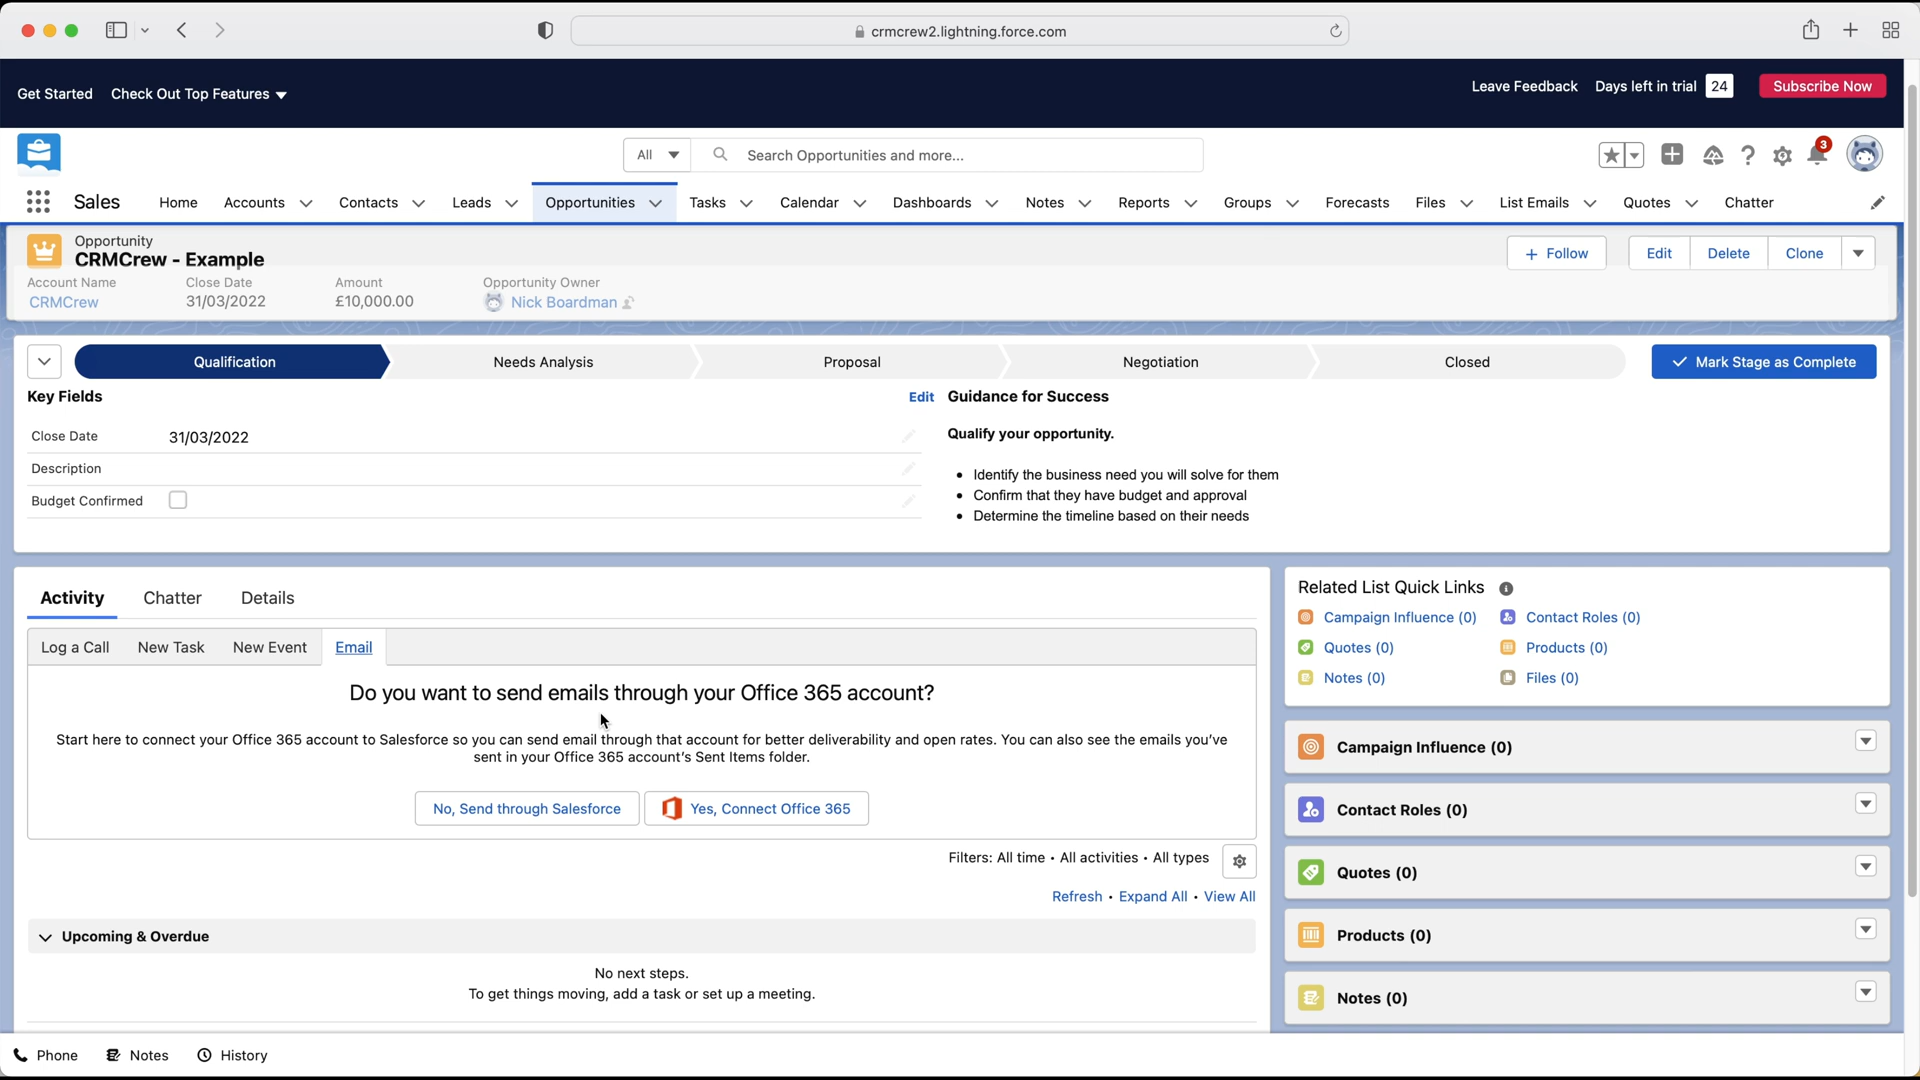 crmcrew2.lightning.force.com
Get Started Check Out Top Features
Leave Feedback Days left in trial 24 Subscribe Now
All Search Opportunities and more...
3
Sales Home Accounts Contacts Leads Opportunities Tasks Calendar Dashboards Notes Reports Groups Forecasts Files List Emails Quotes Chatter
Opportunity
CRMCrew - Example
Follow Edit Delete Clone
Account Name Close Date Amount Opportunity Owner
CRMCrew 31/03/2022 £10,000.00 Nick Boardman
Qualification Needs Analysis Proposal Negotiation Closed Mark Stage as Complete
Key Fields Edit
Close Date 31/03/2022
Description
Budget Confirmed
Guidance for Success
Qualify your opportunity.
• Identify the business need you will solve for them
• Confirm that they have budget and approval
• Determine the timeline based on their needs
Activity Chatter Details
Log a Call New Task New Event Email
Do you want to send emails through your Office 365 account?
Start here to connect your Office 365 account to Salesforce so you can send email through that account for better deliverability and open rates. You can also see the emails you've
sent in your Office 365 account's Sent Items folder.
No, Send through Salesforce Yes, Connect Office 365
Filters: All time • All activities • All types
Refresh • Expand All • View All
Upcoming & Overdue
No next steps.
To get things moving, add a task or set up a meeting.
Related List Quick Links
Campaign Influence (0) Contact Roles (0)
Quotes (0) Products (0)
Notes (0) Files (0)
Campaign Influence (0)
Contact Roles (0)
Quotes (0)
Products (0)
Notes (0)
Phone Notes History